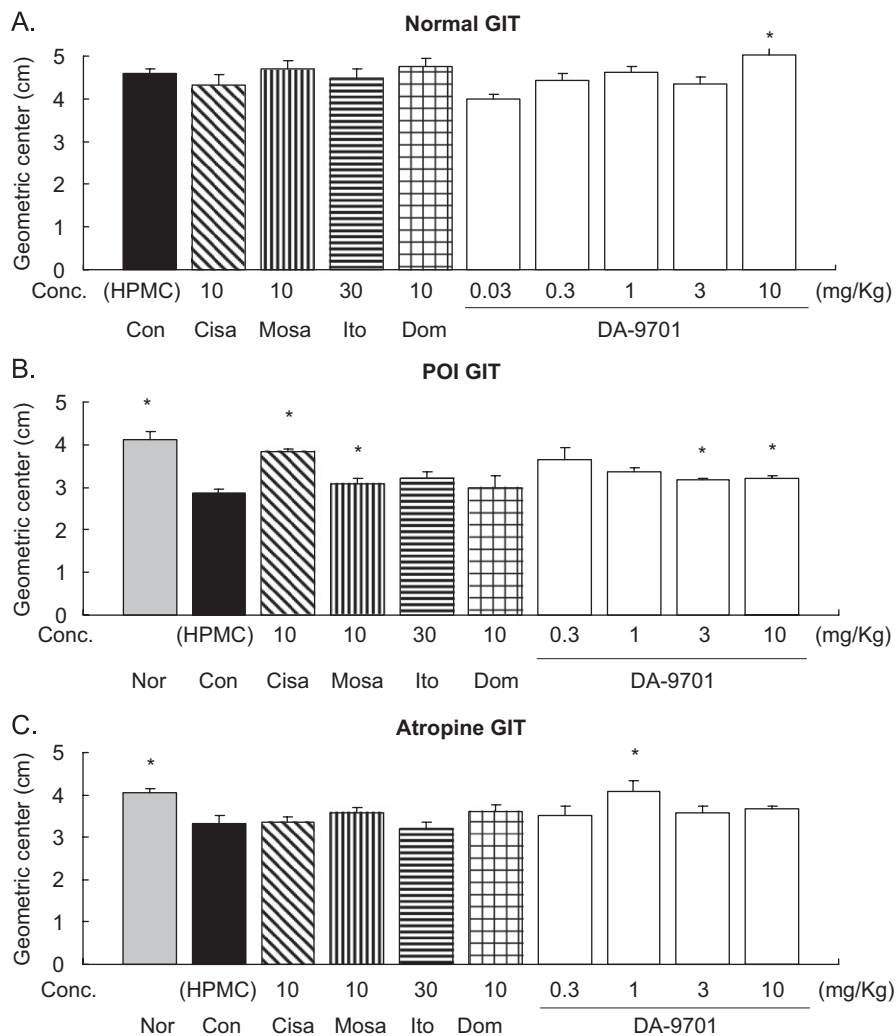 A.
Normal GIT
Geometric center (cm)
5
4
3
2
1
0
*
Conc. (HPMC) 10 10 30 10 0.03 0.3 1 3 10 (mg/Kg)
Con Cisa Mosa Ito Dom DA-9701
B.
POI GIT
Geometric center (cm)
5
4
3
2
1
0
* * * * *
Conc. (HPMC) 10 10 30 10 0.3 1 3 10 (mg/Kg)
Nor Con Cisa Mosa Ito Dom DA-9701
C.
Atropine GIT
Geometric center (cm)
5
4
3
2
1
0
* *
Conc. (HPMC) 10 10 30 10 0.3 1 3 10 (mg/Kg)
Nor Con Cisa Mosa Ito Dom DA-9701